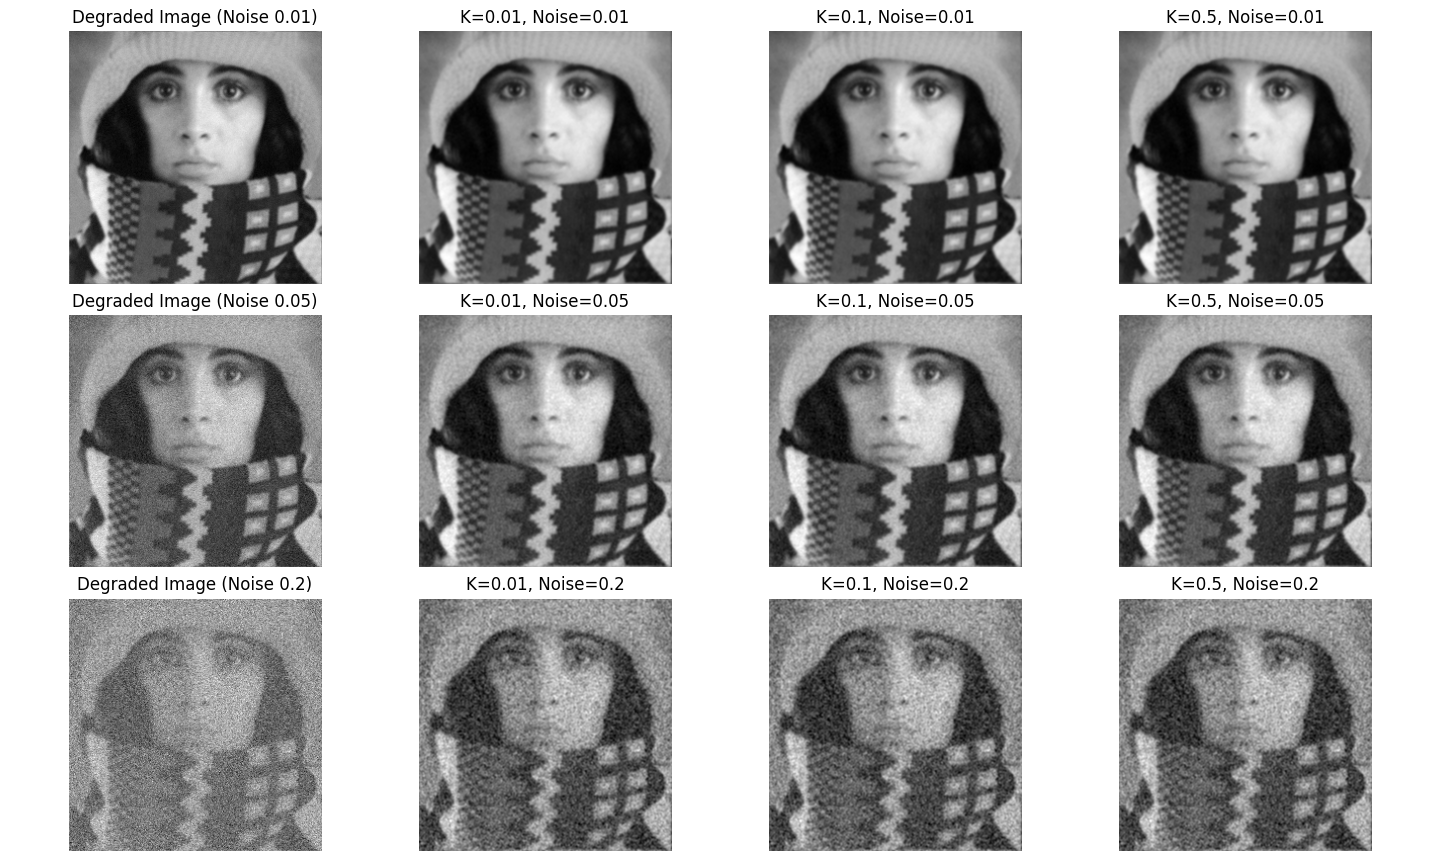 Degraded Image (Noise 0.01)
K=0.01, Noise=0.01
K=0.1, Noise=0.01
K=0.5, Noise=0.01
Degraded Image (Noise 0.05)
K=0.01, Noise=0.05
K=0.1, Noise=0.05
K=0.5, Noise=0.05
Degraded Image (Noise 0.2)
K=0.01, Noise=0.2
K=0.1, Noise=0.2
K=0.5, Noise=0.2